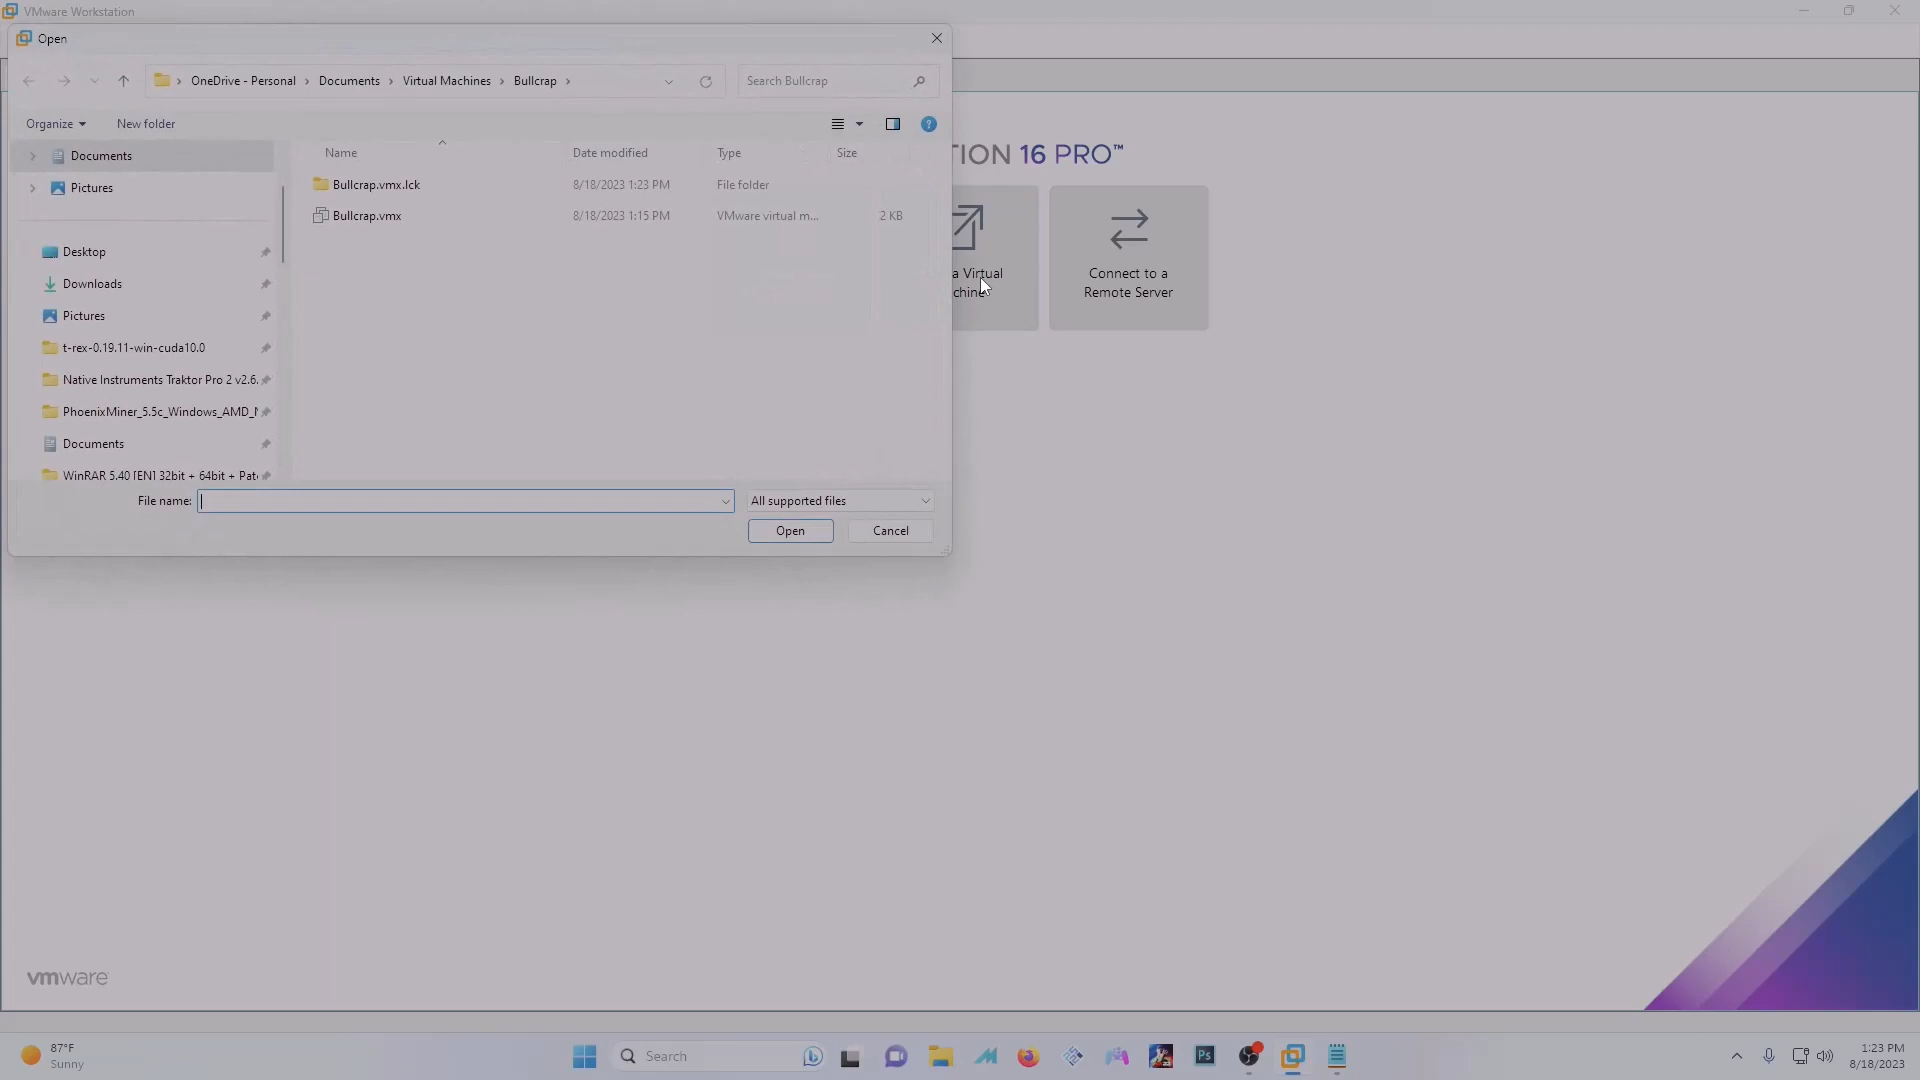 VMware Workstation
Open
OneDrive - Personal > Documents > Virtual Machines > Bullcrap >
Search Bullcrap
Organize
New folder
Name
Date modified
Type
Size
Documents
Pictures
Bullcrap.vmx.lck 8/18/2023 1:23 PM File folder
Bullcrap.vmx 8/18/2023 1:15 PM VMware virtual m... 2 KB
Desktop
Downloads
Pictures
t-rex-0.19.11-win-cuda10.0
Native Instruments Traktor Pro 2 v2.6.
PhoenixMiner_5.5c_Windows_AMD_N
Documents
WinRAR 5.40 [EN] 32bit + 64bit + Pat
File name:
All supported files
Open
Cancel
TION 16 PRO™
a Virtual
chine
Connect to a
Remote Server
vmware
87°F
Sunny
Search
Ps
1:23 PM
8/18/2023